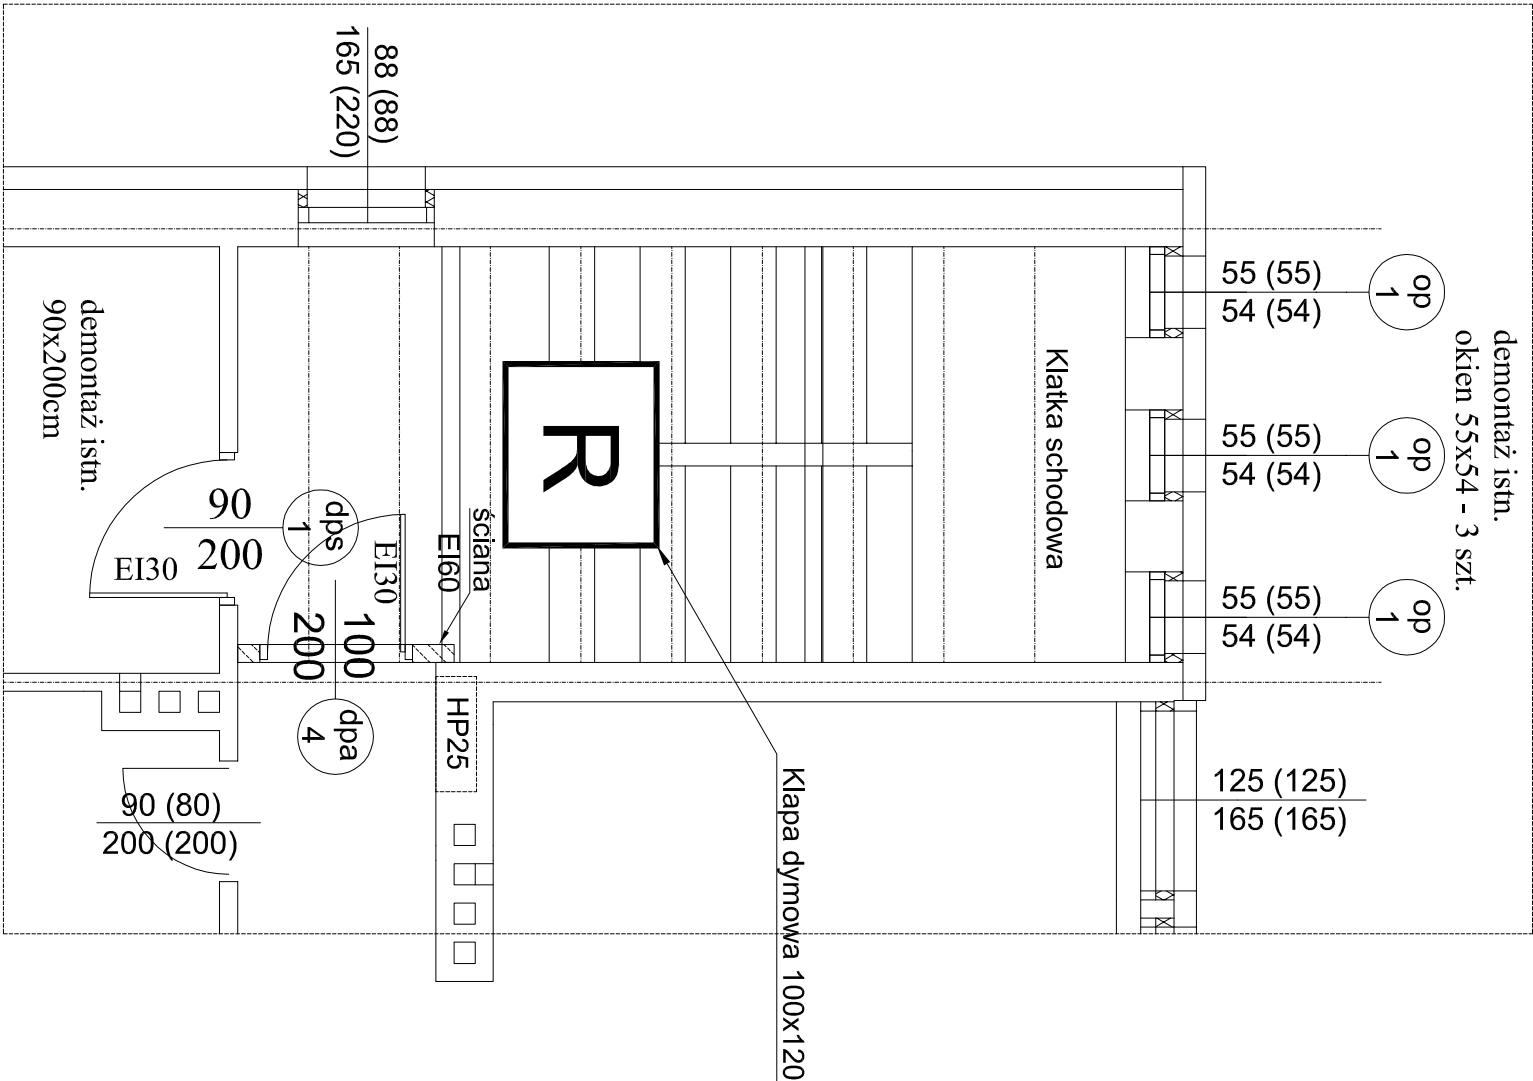 88 (88)
165 (220)
demontaż istn.
okien 55x54 - 3 szt.
op
1
55 (55)
54 (54)
op
1
55 (55)
54 (54)
op
1
55 (55)
54 (54)
Klatka schodowa
R
demontaż istn.
90x200cm
90
200
dps
1
EI30
EI30
ściana
EI60
100
200
dpa
4
HP25
90 (80)
200 (200)
Klapa dymowa 100x120
125 (125)
165 (165)